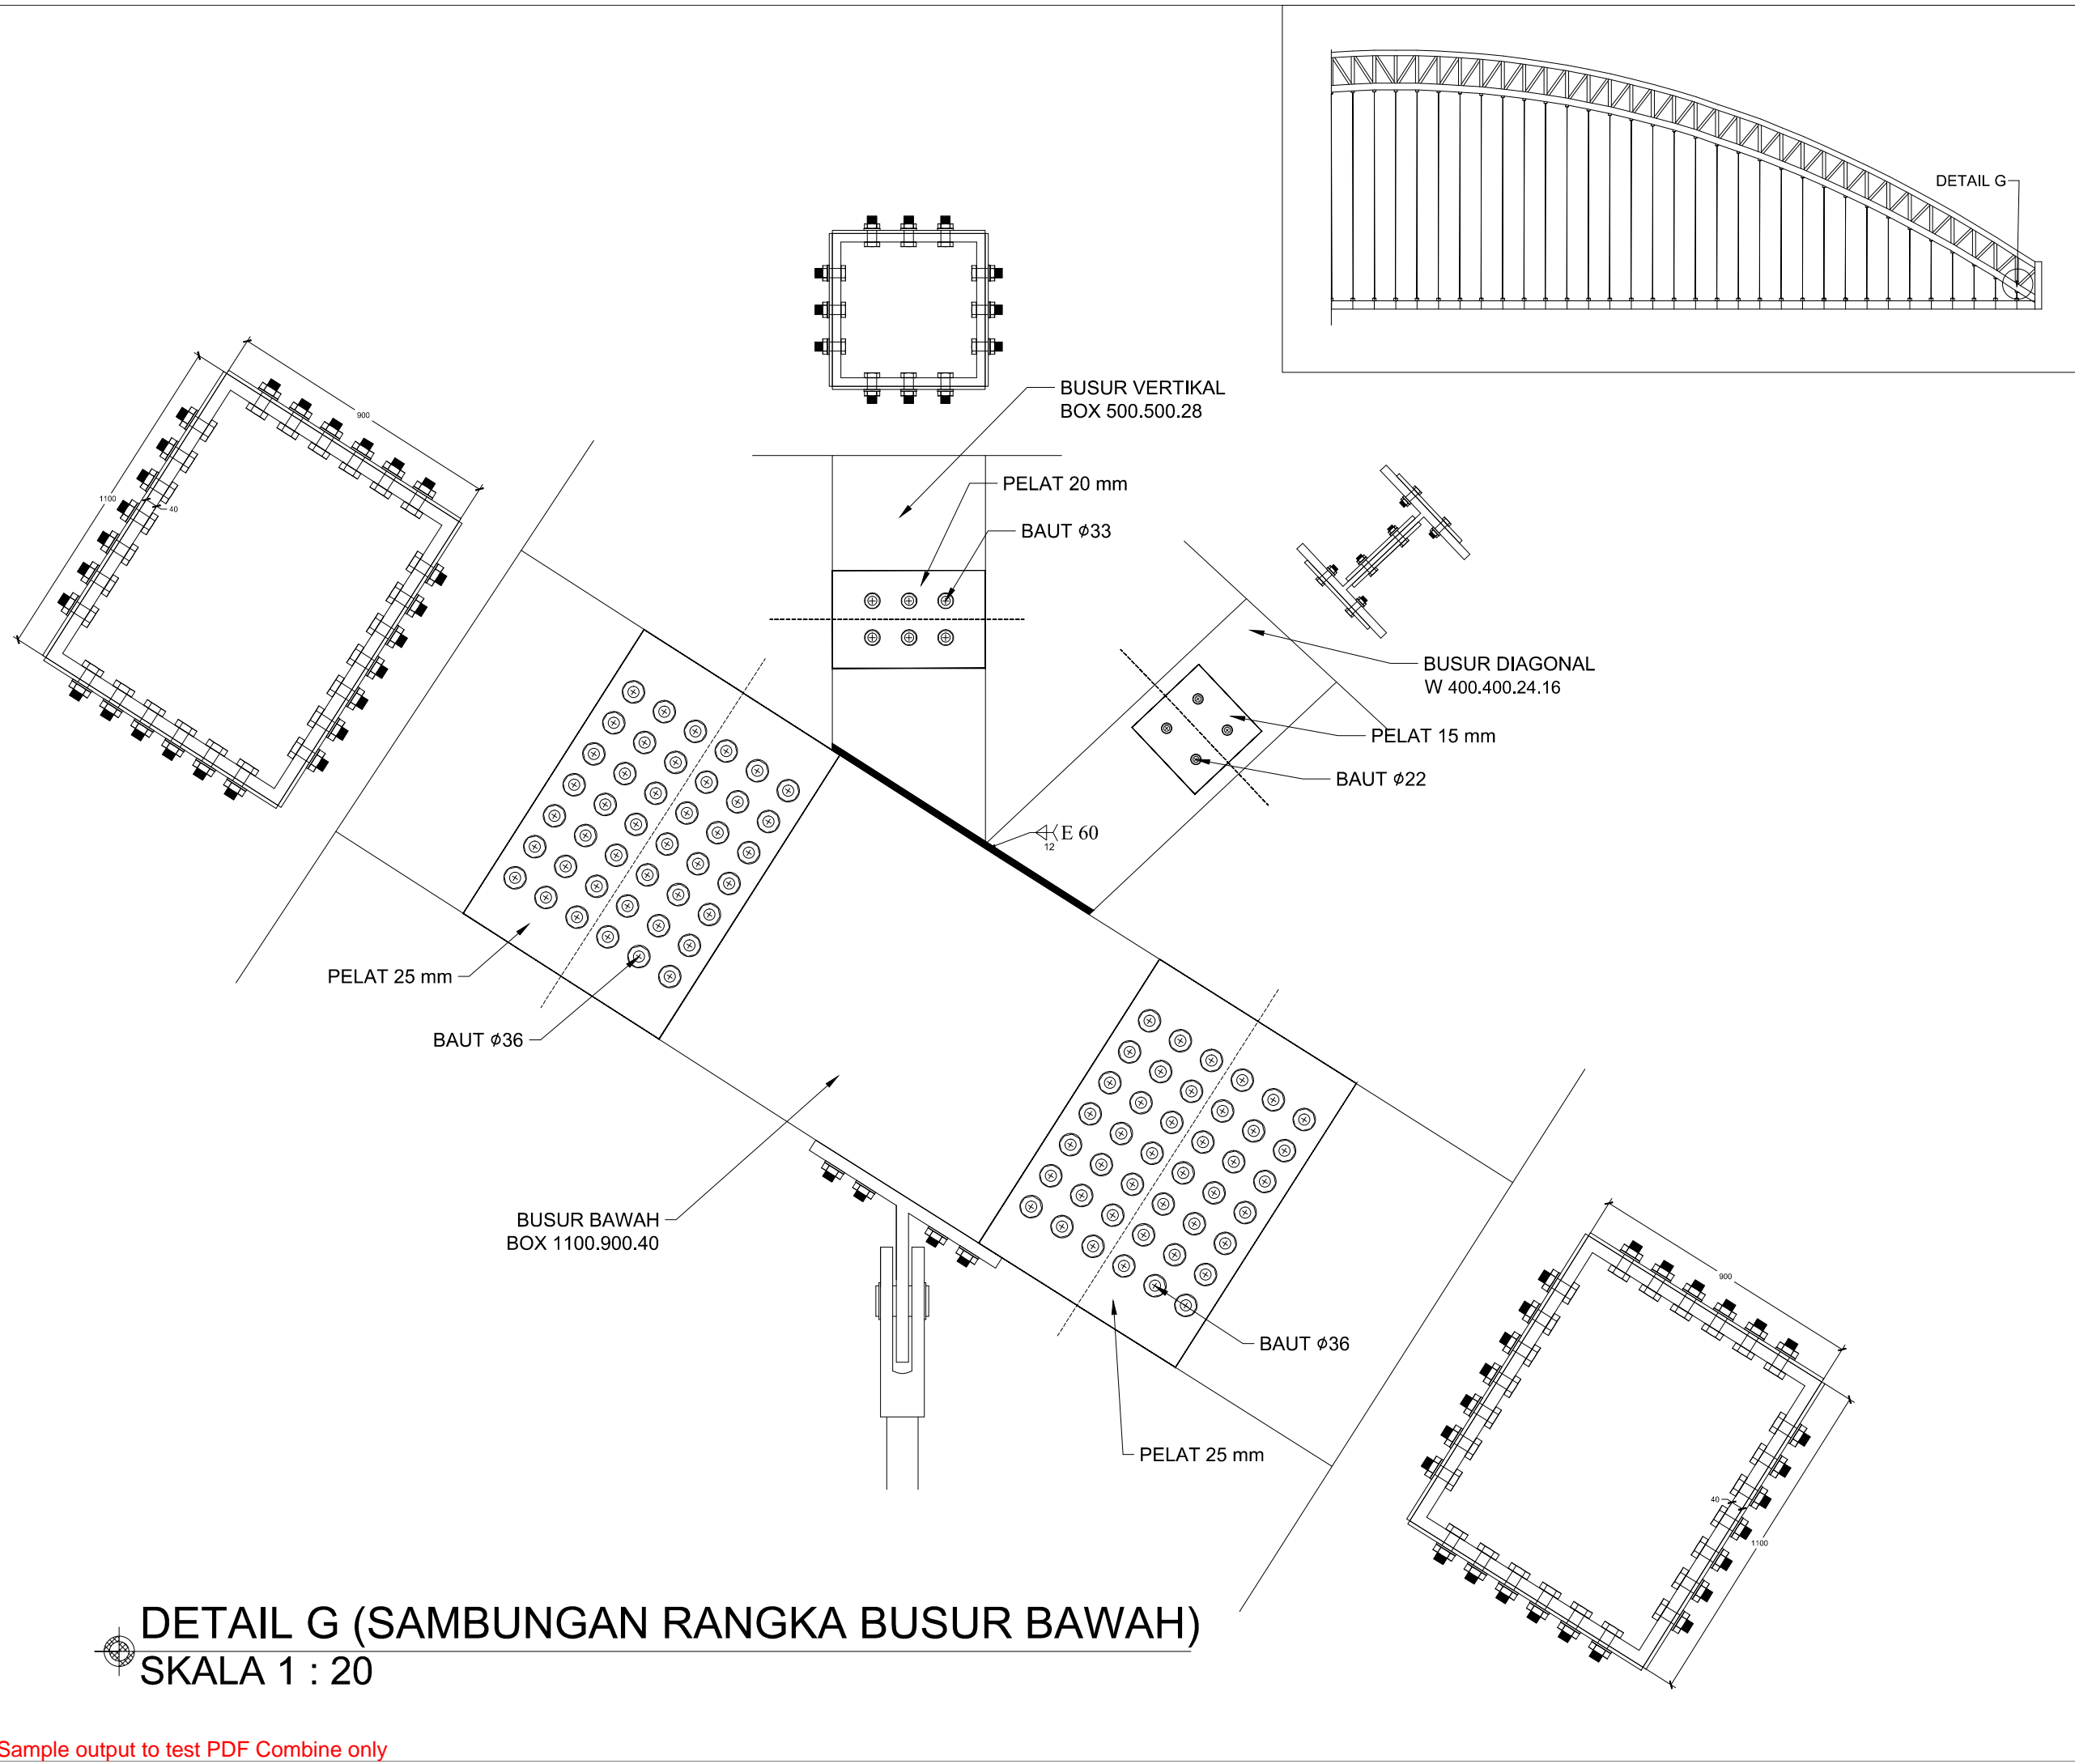 DETAIL G
BUSUR VERTIKAL
BOX 500.500.28
900
1100
40
PELAT 20 mm
BAUT ϕ33
BUSUR DIAGONAL
W 400.400.24.16
PELAT 15 mm
BAUT ϕ22
E 60
12
PELAT 25 mm
BAUT ϕ36
BUSUR BAWAH
BOX 1100.900.40
900
BAUT ϕ36
PELAT 25 mm
40
1100
DETAIL G (SAMBUNGAN RANGKA BUSUR BAWAH)
SKALA 1 : 20
Sample output to test PDF Combine only